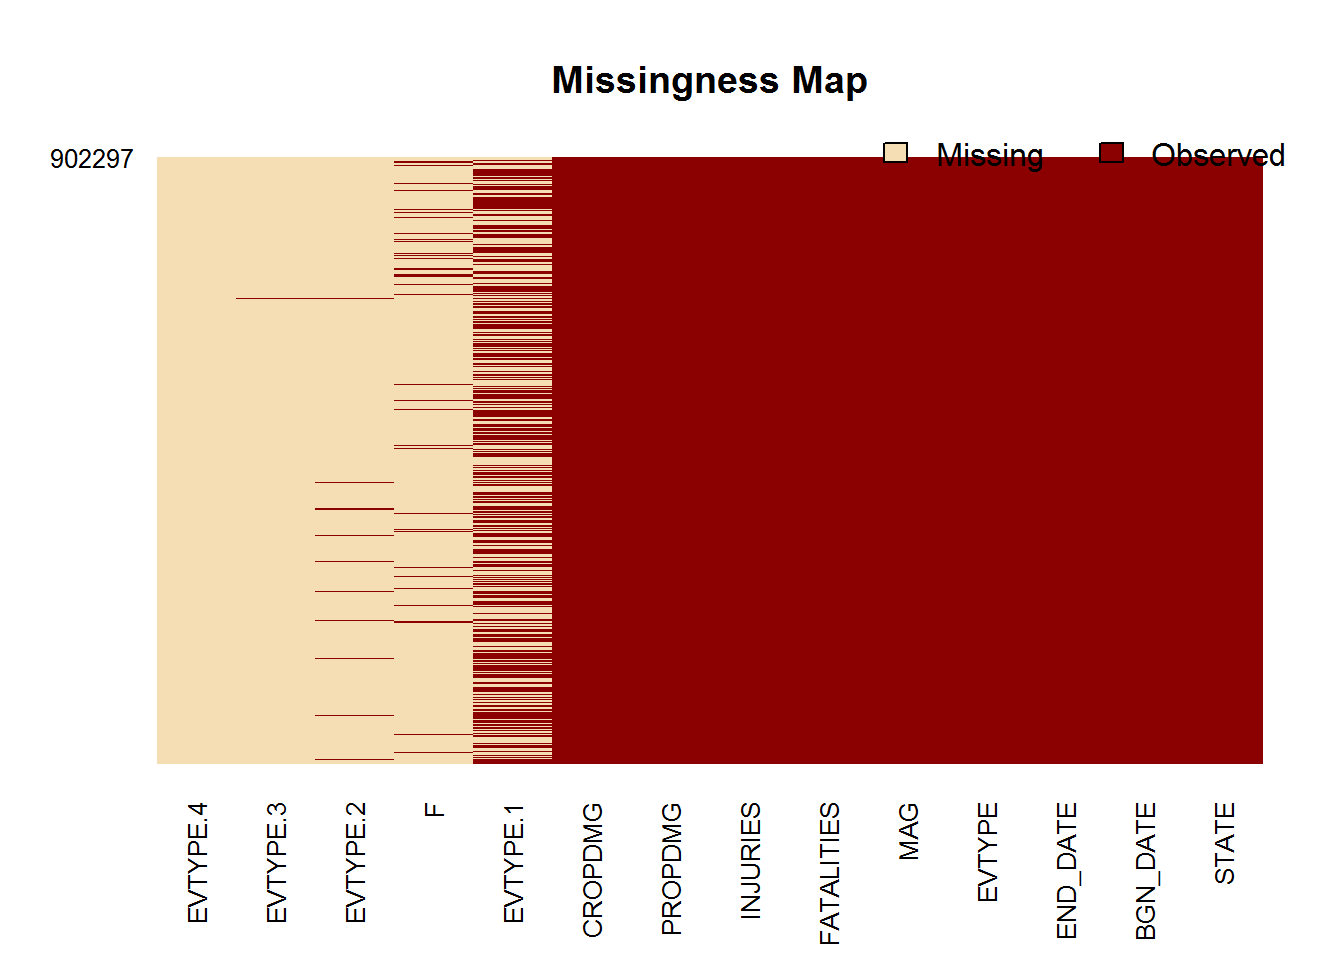 Missingness Map
902297
Missing
Observed
EVTYPE.4
EVTYPE.3
EVTYPE.2
F
EVTYPE.1
CROPDMG
PROPDMG
INJURIES
FATALITIES
MAG
EVTYPE
END_DATE
BGN_DATE
STATE